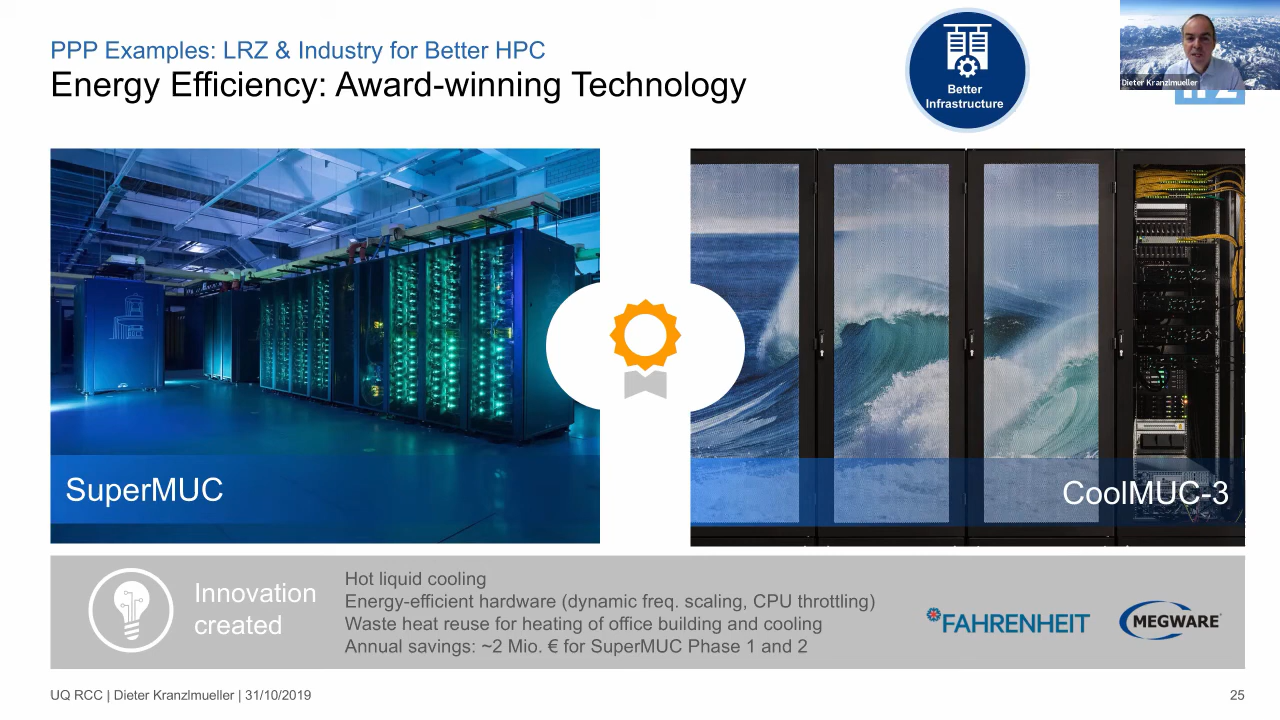 PPP Examples: LRZ & Industry for Better HPC
Energy Efficiency: Award-winning Technology
Better
Infrastructure
Dieter Kranzlmueller
SuperMUC
CoolMUC-3
Innovation
created
Hot liquid cooling
Energy-efficient hardware (dynamic freq. scaling, CPU throttling)
Waste heat reuse for heating of office building and cooling
Annual savings: ~2 Mio. € for SuperMUC Phase 1 and 2
FAHRENHEIT
MEGWARE
UQ RCC | Dieter Kranzlmueller | 31/10/2019
25